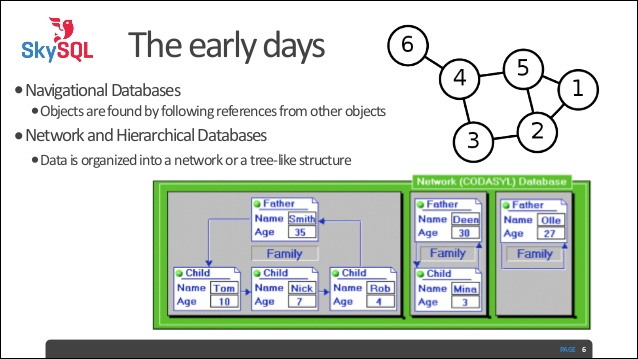 SkySQL
The early days
Navigational Databases
Objects are found by following references from other objects
Network and Hierarchical Databases
Data is organized into a network or a tree-like structure
6
4
5
1
3
2
Network (CODASYL) Database
Father
Name Smith
Age 35
Family
Child
Name Tom
Age 10
Child
Name Nick
Age 7
Child
Name Rob
Age 4
Father
Name Deen
Age 30
Family
Child
Name Mina
Age 3
Father
Name Olle
Age 27
Family
PAGE 6